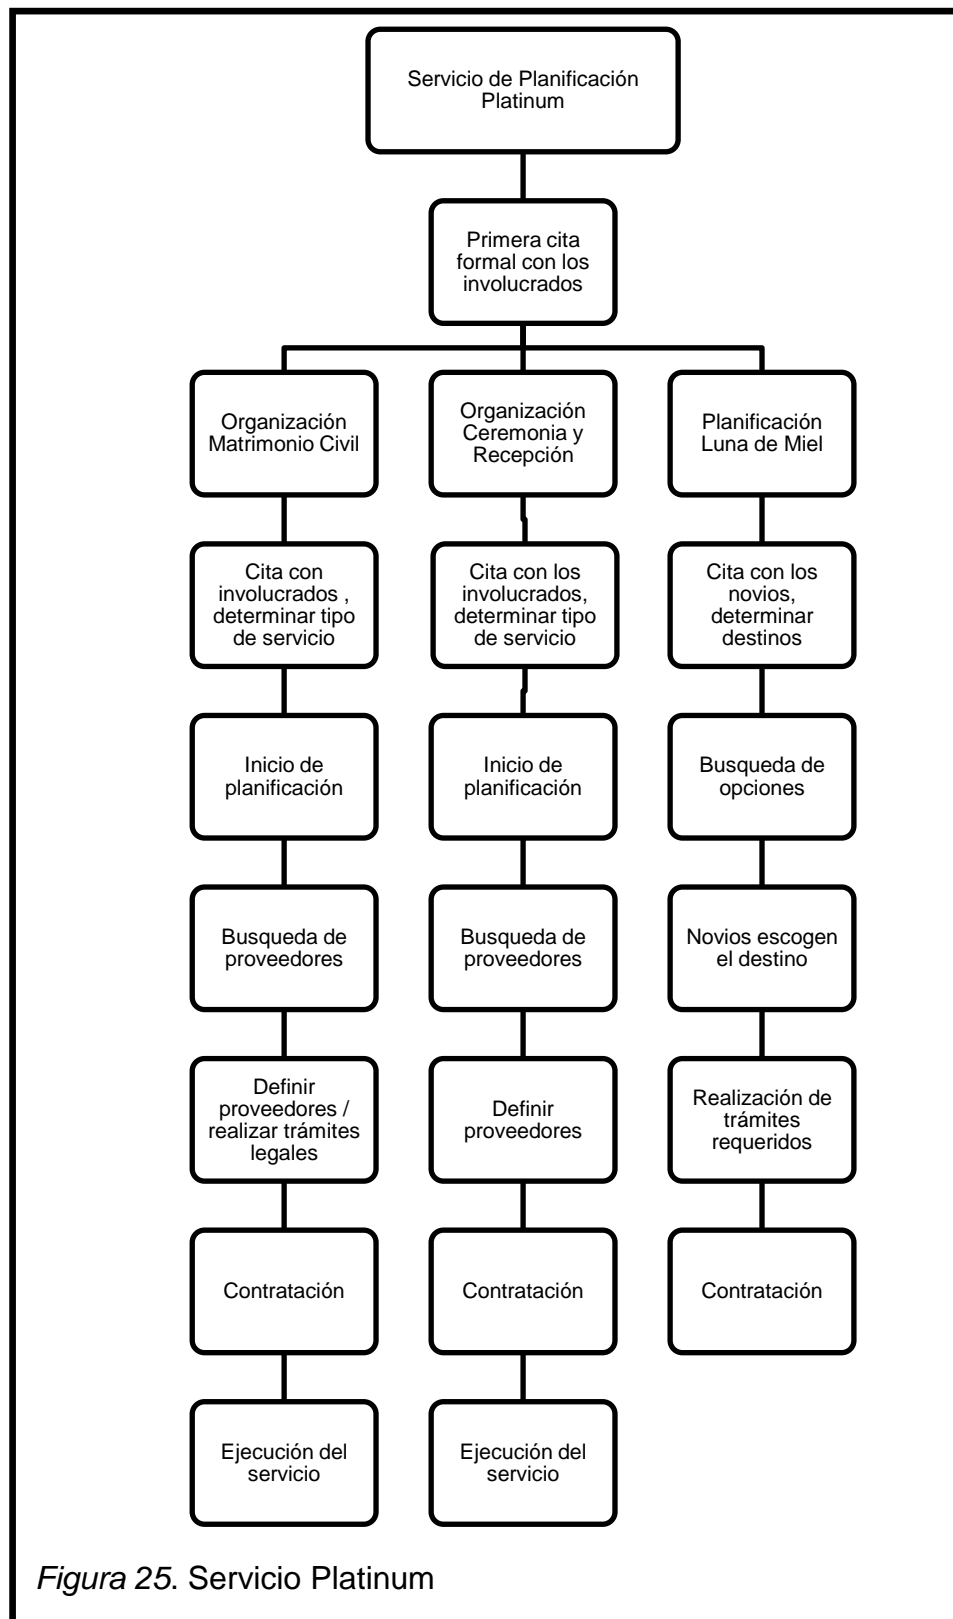 Servicio de Planificación
Platinum
Primera cita
formal con los
involucrados
Organización
Matrimonio Civil
Cita con
involucrados ,
determinar tipo
de servicio
Inicio de
planificación
Busqueda de
proveedores
Definir
proveedores /
realizar trámites
legales
Contratación
Ejecución del
servicio
Organización
Ceremonia y
Recepción
Cita con los
involucrados,
determinar tipo
de servicio
Inicio de
planificación
Busqueda de
proveedores
Definir
proveedores
Contratación
Ejecución del
servicio
Planificación
Luna de Miel
Cita con los
novios,
determinar
destinos
Busqueda de
opciones
Novios escogen
el destino
Realización de
trámites
requeridos
Contratación
Figura 25. Servicio Platinum